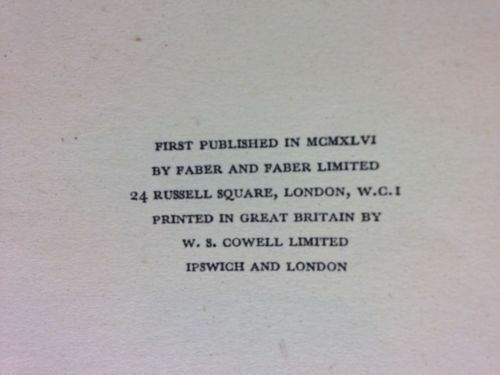 FIRST PUBLISHED IN MCMXLVI
BY FABER AND FABER LIMITED
24 RUSSELL SQUARE, LONDON, W.C.1
PRINTED IN GREAT BRITAIN BY
W. S. COWELL LIMITED
IPSWICH AND LONDON